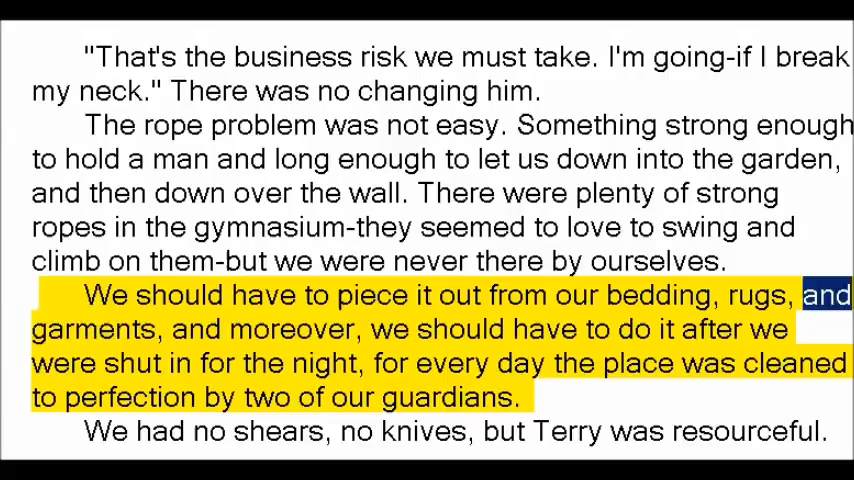 "That's the business risk we must take. I'm going-if I break
my neck." There was no changing him.
The rope problem was not easy. Something strong enough
to hold a man and long enough to let us down into the garden,
and then down over the wall. There were plenty of strong
ropes in the gymnasium-they seemed to love to swing and
climb on them-but we were never there by ourselves.
We should have to piece it out from our bedding, rugs, and
garments, and moreover, we should have to do it after we
were shut in for the night, for every day the place was cleaned
to perfection by two of our guardians.
We had no shears, no knives, but Terry was resourceful.